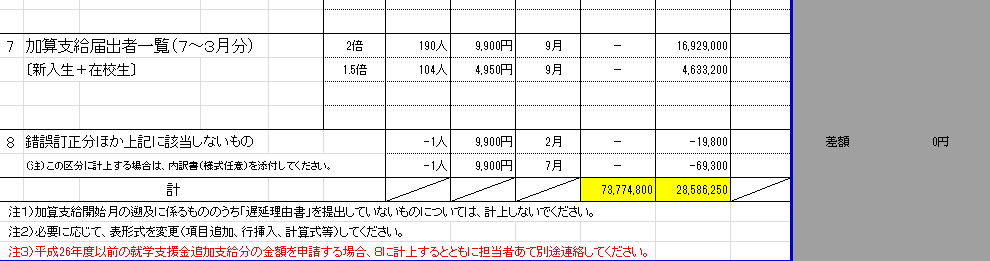 7 加算支給届出者一覧(7～3月分) 2倍 190人 9,900円 9月 － 16,929,000
〔新入生＋在校生〕 1.5倍 104人 4,950円 9月 － 4,633,200
8 錯誤訂正分ほか上記に該当しないもの －1人 9,900円 2月 － －19,800 差額 0円
(注)この区分に計上する場合は、内訳書(様式任意)を添付してください。 －1人 9,900円 7月 － －69,300
計 73,774,800 28,586,250
注1)加算支給開始月の遡及に係るもののうち「遅延理由書」を提出していないものについては、計上しないでください。
注2)必要に応じて、表形式を変更(項目追加、行挿入、計算式等)してください。
注3)平成26年度以前の就学支援金追加支給分の金額を申請する場合、8に計上するとともに担当者あて別途連絡してください。